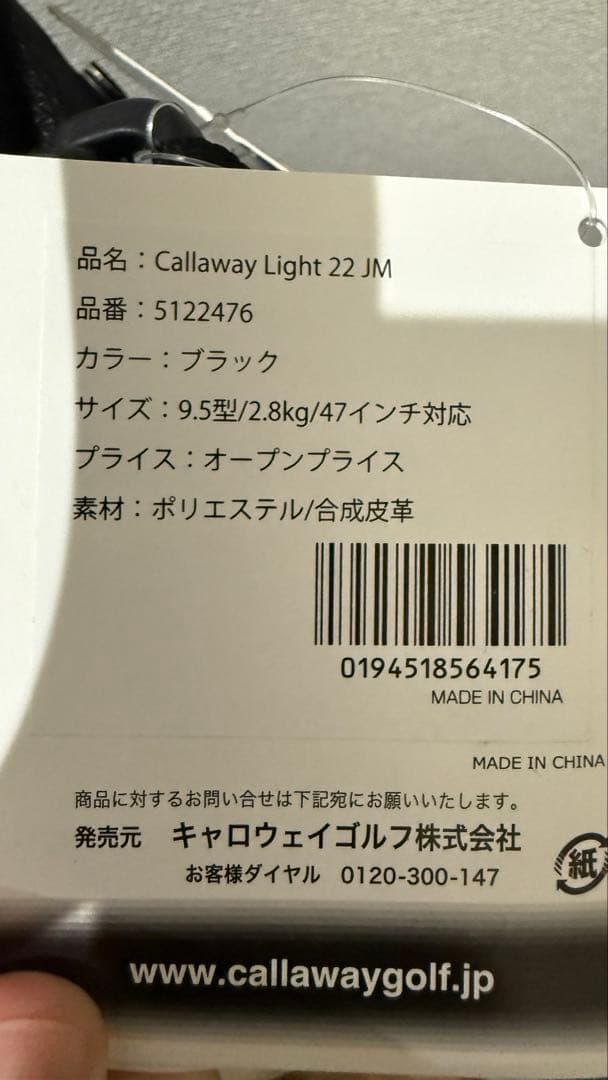 品名：Callaway Light 22 JM
品番：5122476
カラー：ブラック
サイズ：9.5型/2.8kg/47インチ対応
プライス：オープンプライス
素材：ポリエステル/合成皮革
0194518564175
MADE IN CHINA
MADE IN CHINA
商品に対するお問い合せは下記宛にお願いいたします。
発売元 キャロウェイゴルフ株式会社
お客様ダイヤル 0120-300-147
紙
www.callawaygolf.jp